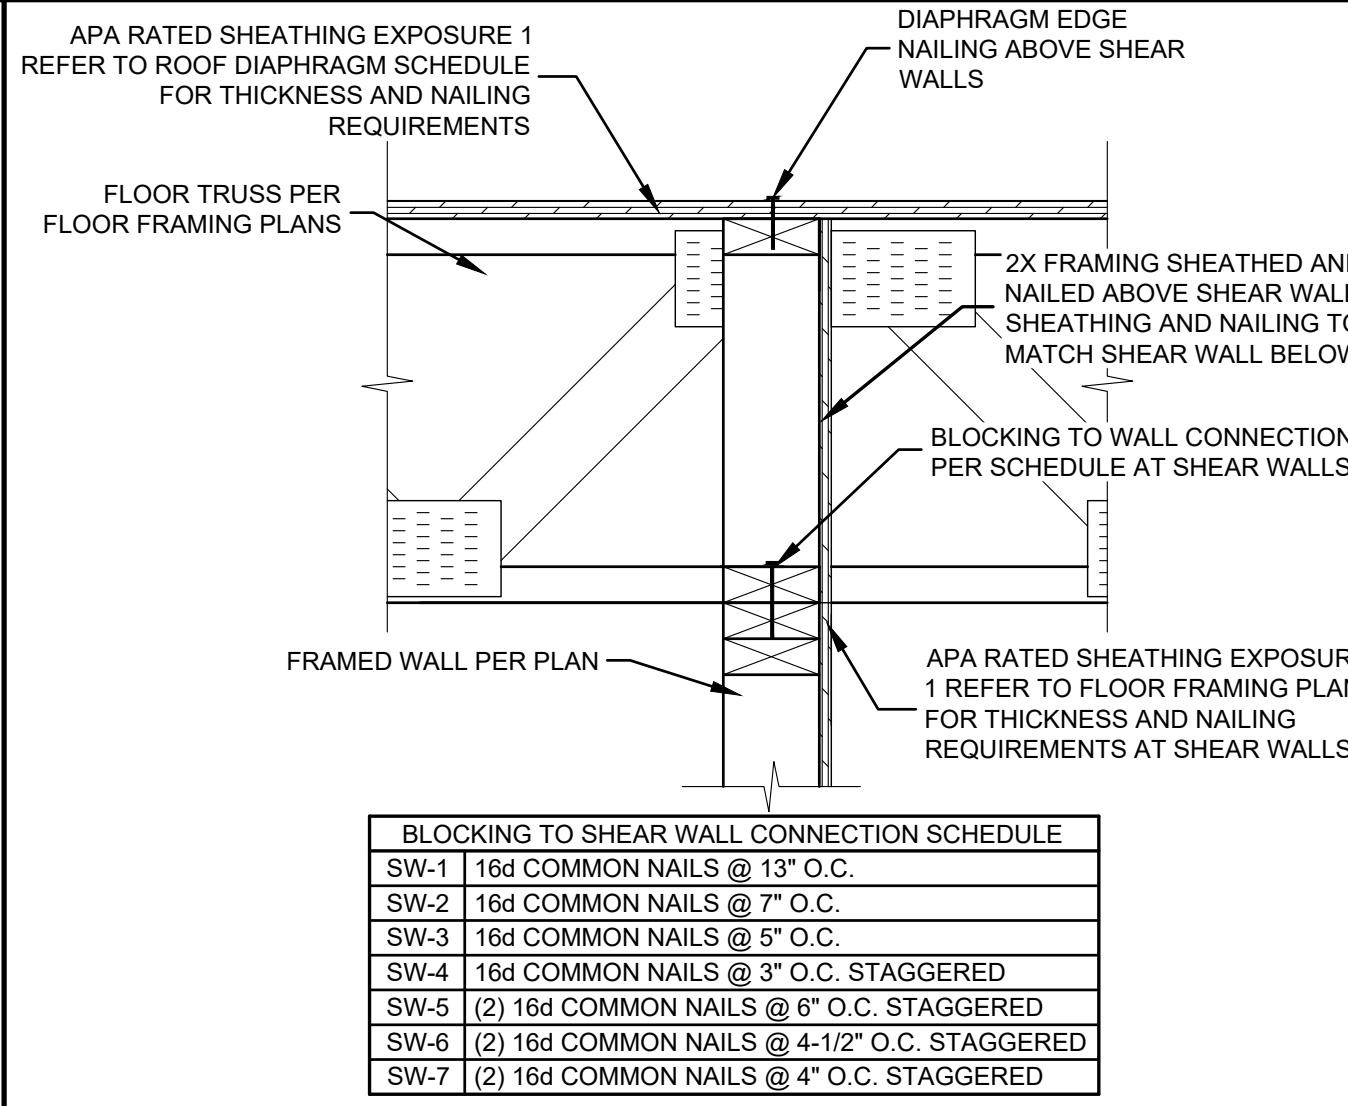 APA RATED SHEATHING EXPOSURE 1
REFER TO ROOF DIAPHRAGM SCHEDULE
FOR THICKNESS AND NAILING
REQUIREMENTS
DIAPHRAGM EDGE
NAILING ABOVE SHEAR
WALLS
FLOOR TRUSS PER
FLOOR FRAMING PLANS
2X FRAMING SHEATHED
NAILED ABOVE SHEAR
SHEATHING AND NAILING
MATCH SHEAR WALL
BLOCKING TO WALL
PER SCHEDULE AT SHEAR WALLS
FRAMED WALL PER PLAN
APA RATED SHEATHING
1 REFER TO FLOOR FRAMING
FOR THICKNESS AND NAILING
REQUIREMENTS AT SHEAR WALLS
BLOCKING TO SHEAR WALL CONNECTION SCHEDULE
SW-1 16d COMMON NAILS @ 13" O.C.
SW-2 16d COMMON NAILS @ 7" O.C.
SW-3 16d COMMON NAILS @ 5" O.C.
SW-4 16d COMMON NAILS @ 3" O.C. STAGGERED
SW-5 (2) 16d COMMON NAILS @ 6" O.C. STAGGERED
SW-6 (2) 16d COMMON NAILS @ 4-1/2" O.C. STAGGERED
SW-7 (2) 16d COMMON NAILS @ 4" O.C. STAGGERED